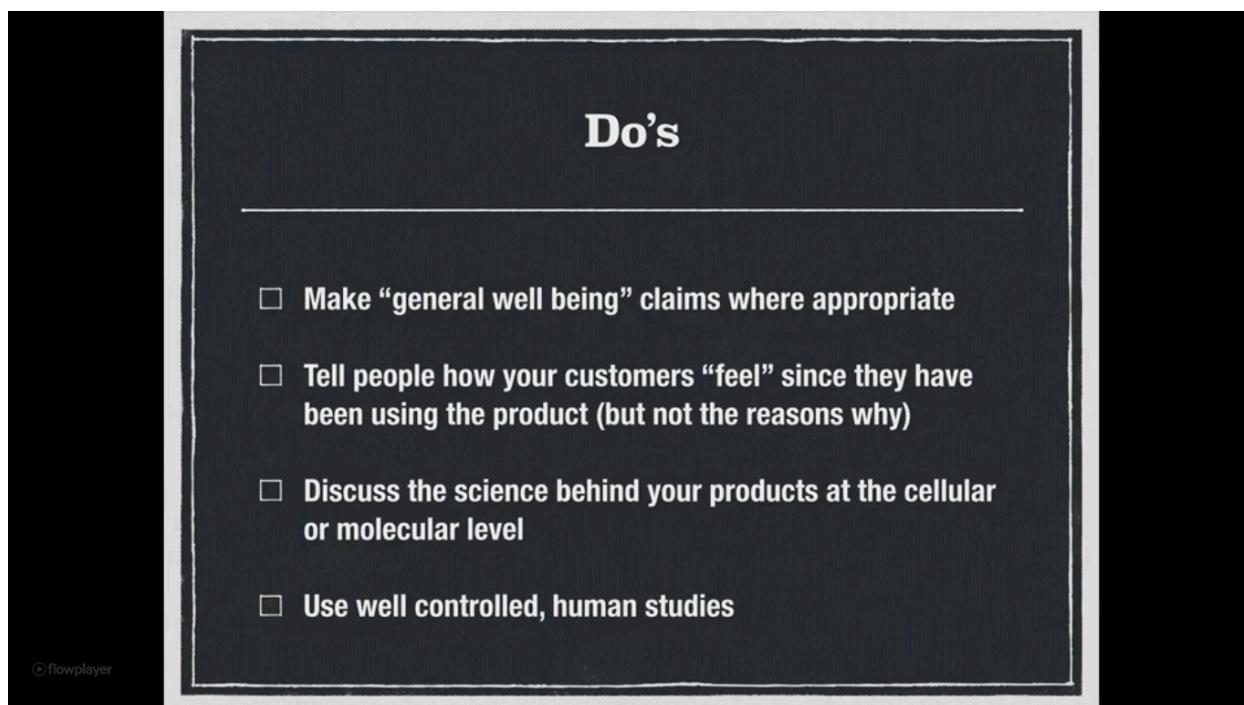 Do’s
Make “general well being” claims where appropriate
Tell people how your customers “feel” since they have
been using the product (but not the reasons why)
Discuss the science behind your products at the cellular
or molecular level
Use well controlled, human studies
flowplayer